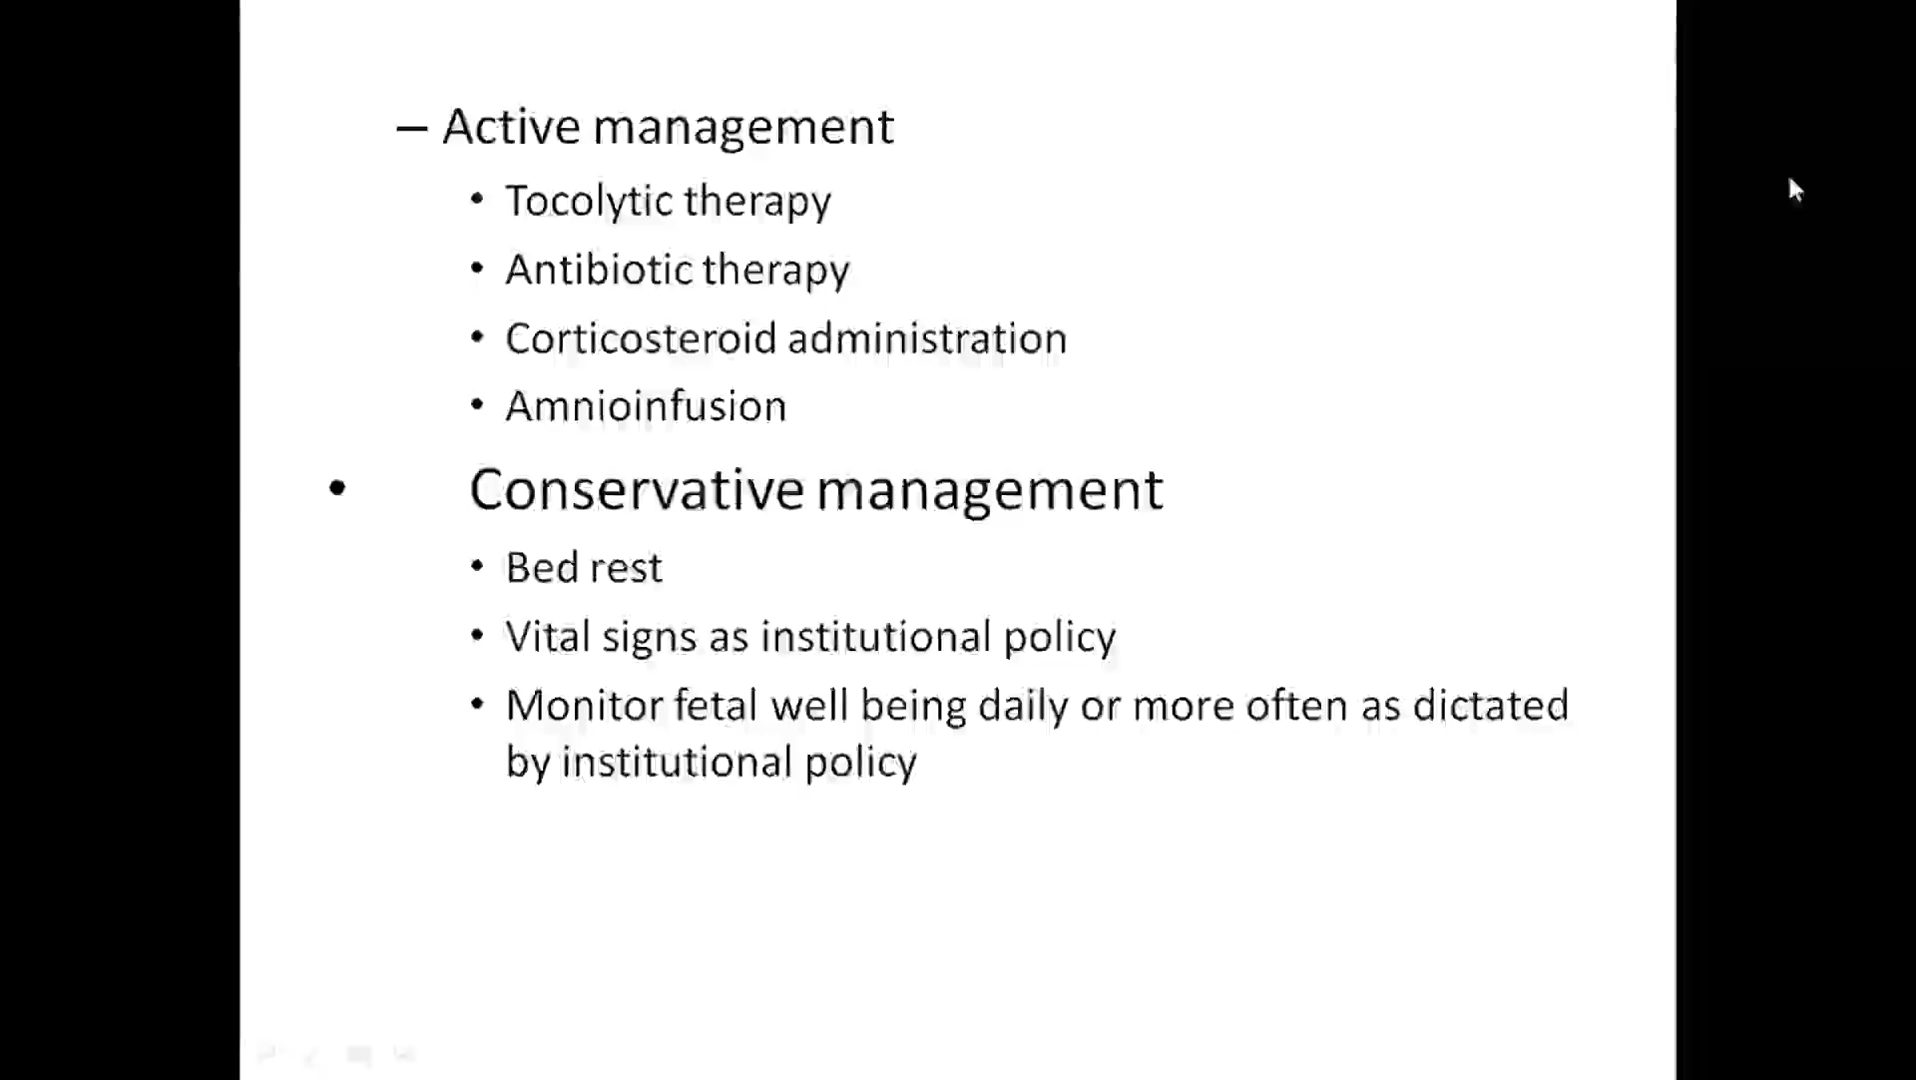 – Active management
• Tocolytic therapy
• Antibiotic therapy
• Corticosteroid administration
• Amnioinfusion
• Conservative management
• Bed rest
• Vital signs as institutional policy
• Monitor fetal well being daily or more often as dictated
by institutional policy